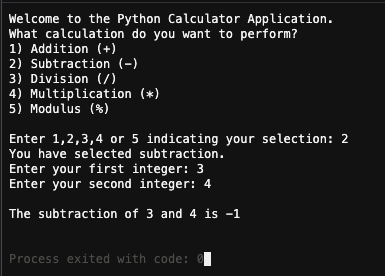 Welcome to the Python Calculator Application.
What calculation do you want to perform?
1) Addition (+)
2) Subtraction (-)
3) Division (/)
4) Multiplication (*)
5) Modulus (%)
Enter 1,2,3,4 or 5 indicating your selection: 2
You have selected subtraction.
Enter your first integer: 3
Enter your second integer: 4
The subtraction of 3 and 4 is -1
Process exited with code: 0